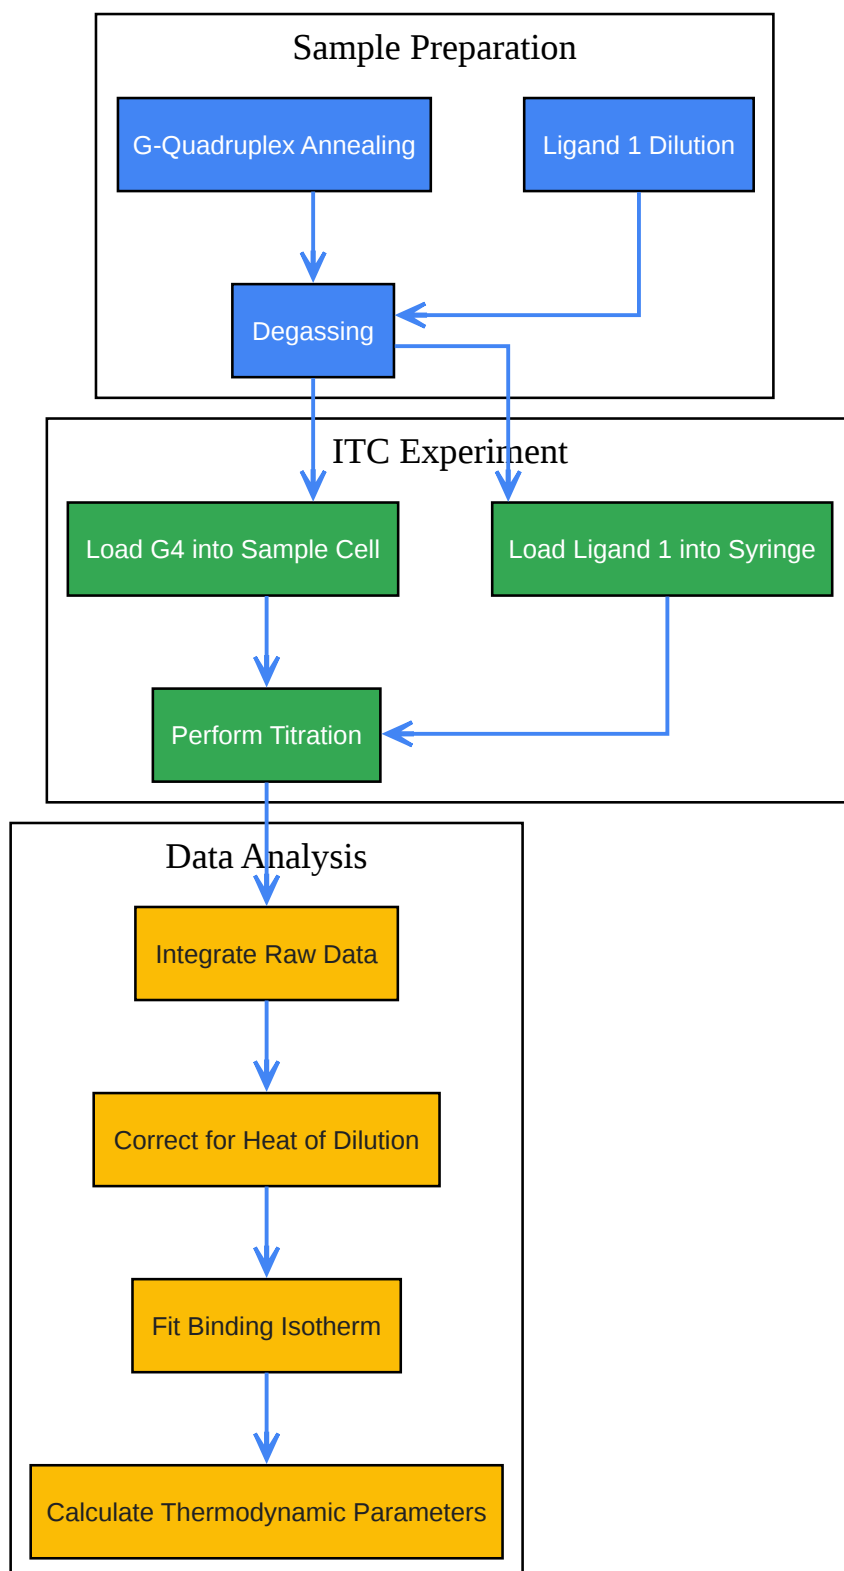 Sample Preparation
G-Quadruplex Annealing
Ligand 1 Dilution
Degassing
ITC Experiment
Load G4 into Sample Cell
Load Ligand 1 into Syringe
Perform Titration
Data Analysis
Integrate Raw Data
Correct for Heat of Dilution
Fit Binding Isotherm
Calculate Thermodynamic Parameters